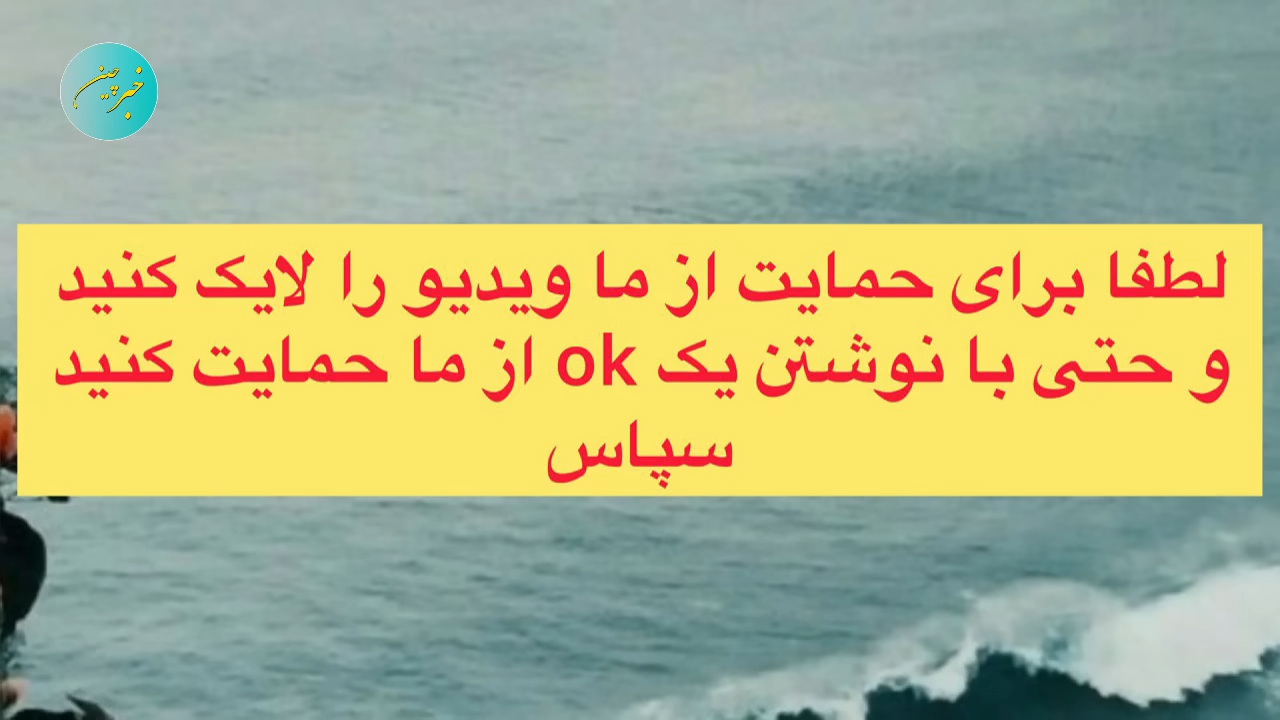 خبرچین
لطفا برای حمایت از ما ویدیو را لایک کنید
و حتی با نوشتن یک ok از ما حمایت کنید
سپاس